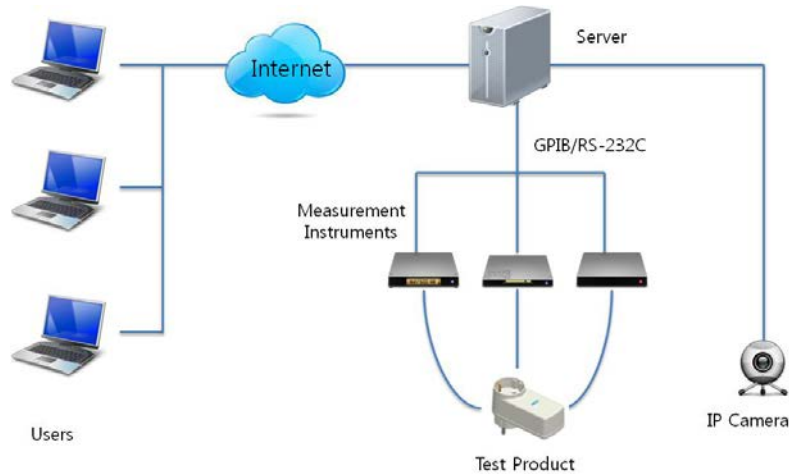 Internet
Server
GPIB/RS-232C
Measurement
Instruments
Users
IP Camera
Test Product